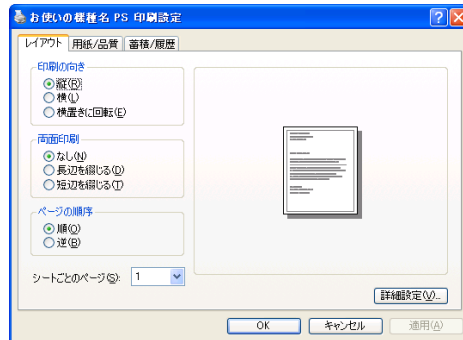 お使いの機種名 PS 印刷設定
レイアウト 用紙/品質 蓄積/履歴
印刷の向き
縦(R)
横(L)
横置きに回転(E)
両面印刷
なし(N)
長辺を綴じる(D)
短辺を綴じる(T)
ページの順序
順(O)
逆(B)
シートごとのページ(S): 1
詳細設定(V)...
OK キャンセル 適用(A)